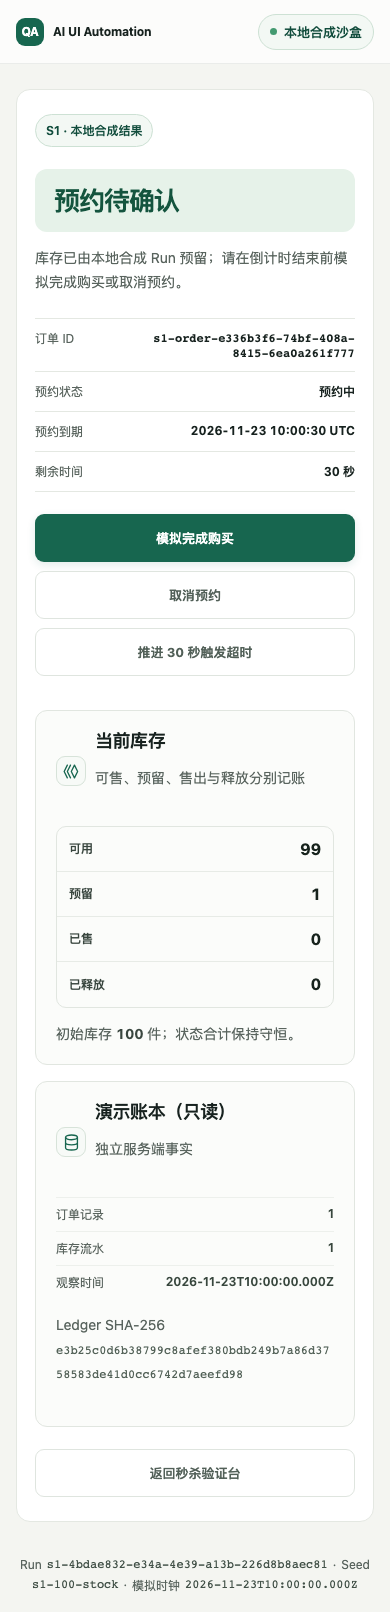 QA AI UI Automation 本地合成沙盒
S1 · 本地合成结果
预约待确认
库存已由本地合成 Run 预留；请在倒计时结束前模
拟完成购买或取消预约。
订单 ID s1-order-e336b3f6-74bf-408a-
8415-6ea0a261f777
预约状态 预约中
预约到期 2026-11-23 10:00:30 UTC
剩余时间 30 秒
模拟完成购买
取消预约
推进 30 秒触发超时
当前库存
可售、预留、售出与释放分别记账
可用 99
预留 1
已售 0
已释放 0
初始库存 100 件；状态合计保持守恒。
演示账本（只读）
独立服务端事实
订单记录 1
库存流水 1
观察时间 2026-11-23T10:00:00.000Z
Ledger SHA-256
e3b25c0d6b38799c8afef380bdb249b7a86d37
58583de41d0cc6742d7aeefd98
返回秒杀验证台
Run s1-4bdae832-e34a-4e39-a13b-226d8b8aec81 · Seed
s1-100-stock · 模拟时钟 2026-11-23T10:00:00.000Z